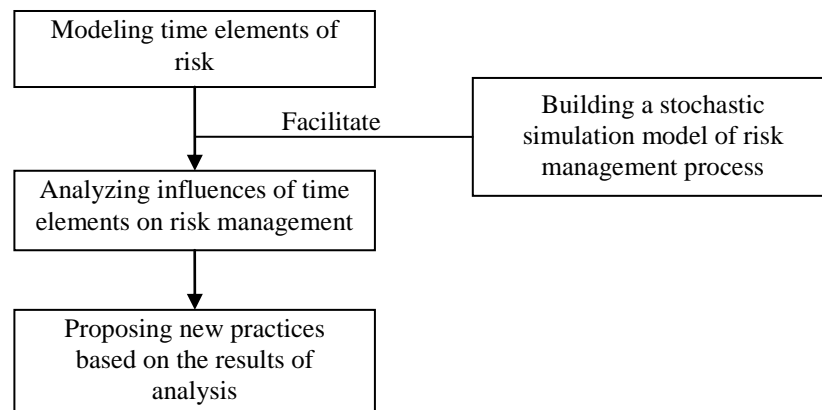 Modeling time elements of
risk
Facilitate
Building a stochastic
simulation model of risk
management process
Analyzing influences of time
elements on risk management
Proposing new practices
based on the results of
analysis